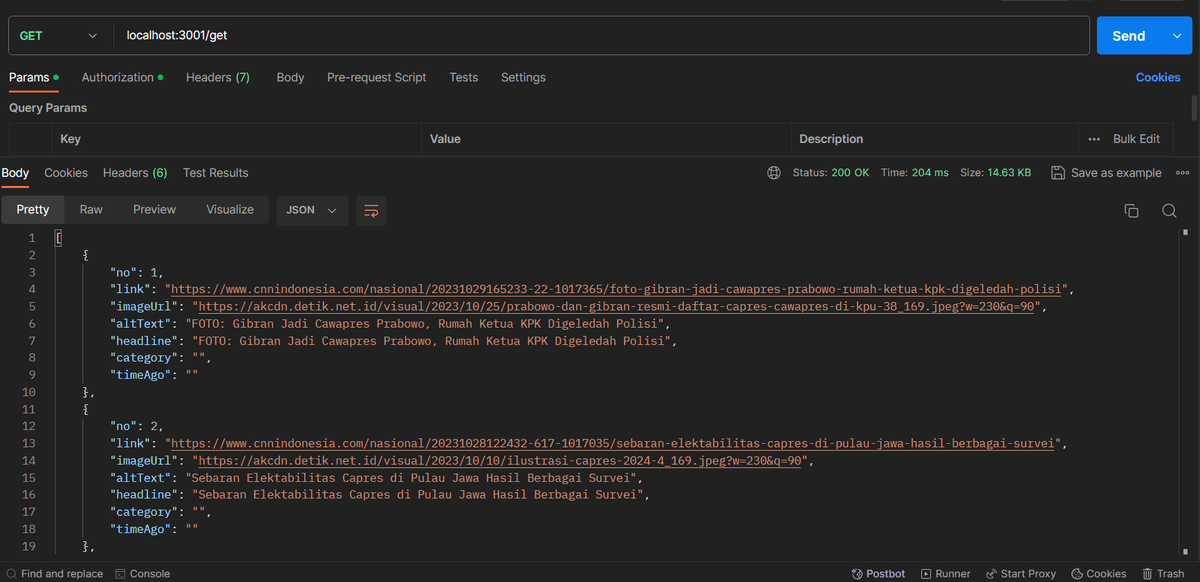 GET localhost:3001/get Send
Params Authorization Headers (7) Body Pre-request Script Tests Settings Cookies
Query Params
Key Value Description ••• Bulk Edit
Body Cookies Headers (6) Test Results Status: 200 OK Time: 204 ms Size: 14.63 KB Save as example
Pretty Raw Preview Visualize JSON
1 [
2 {
3 "no": 1,
4 "link": "https://www.cnnindonesia.com/nasional/20231029165233-22-1017365/foto-gibran-jadi-cawapres-prabowo-rumah-ketua-kpk-digeledah-polisi",
5 "imageUrl": "https://akcdn.detik.net.id/visual/2023/10/25/prabowo-dan-gibran-resmi-daftar-capres-cawapres-di-kpu-38_169.jpeg?w=230&q=90",
6 "altText": "FOTO: Gibran Jadi Cawapres Prabowo, Rumah Ketua KPK Digeledah Polisi",
7 "headline": "FOTO: Gibran Jadi Cawapres Prabowo, Rumah Ketua KPK Digeledah Polisi",
8 "category": "",
9 "timeAgo": ""
10 },
11 {
12 "no": 2,
13 "link": "https://www.cnnindonesia.com/nasional/20231028122432-617-1017035/sebaran-elektabilitas-capres-di-pulau-jawa-hasil-berbagai-survei",
14 "imageUrl": "https://akcdn.detik.net.id/visual/2023/10/10/ilustrasi-capres-2024-4_169.jpeg?w=230&q=90",
15 "altText": "Sebaran Elektabilitas Capres di Pulau Jawa Hasil Berbagai Survei",
16 "headline": "Sebaran Elektabilitas Capres di Pulau Jawa Hasil Berbagai Survei",
17 "category": "",
18 "timeAgo": ""
19 },
Find and replace Console Postbot Runner Start Proxy Cookies Trash